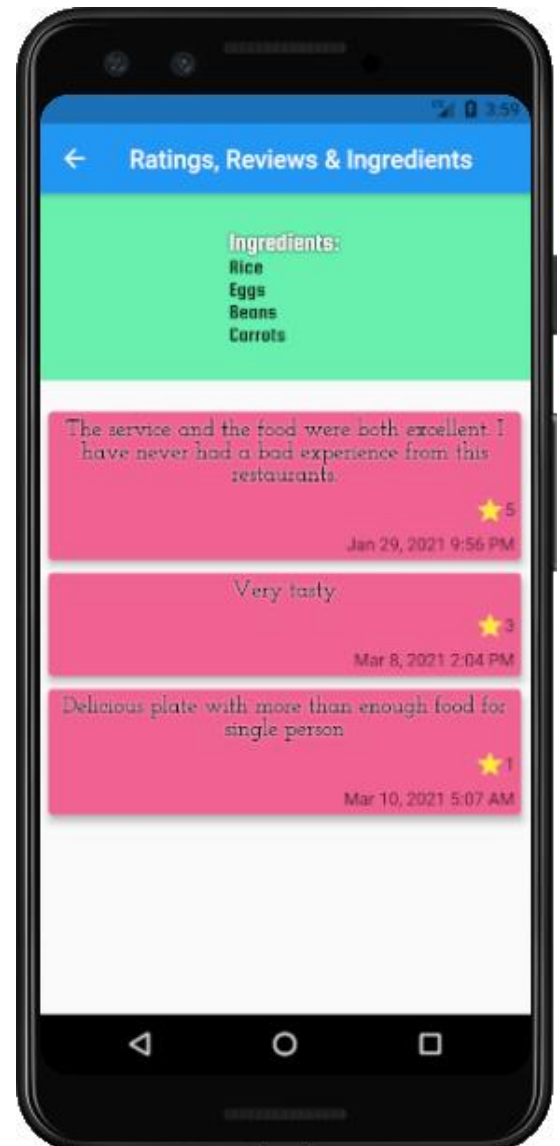 3:59
Ratings, Reviews & Ingredients
Ingredients:
Rice
Eggs
Beans
Carrots
The service and the food were both excellent. I
have never had a bad experience from this
restaurants.
5
Jan 29, 2021 9:56 PM
Very tasty.
3
Mar 8, 2021 2:04 PM
Delicious plate with more than enough food for
single person
1
Mar 10, 2021 5:07 AM